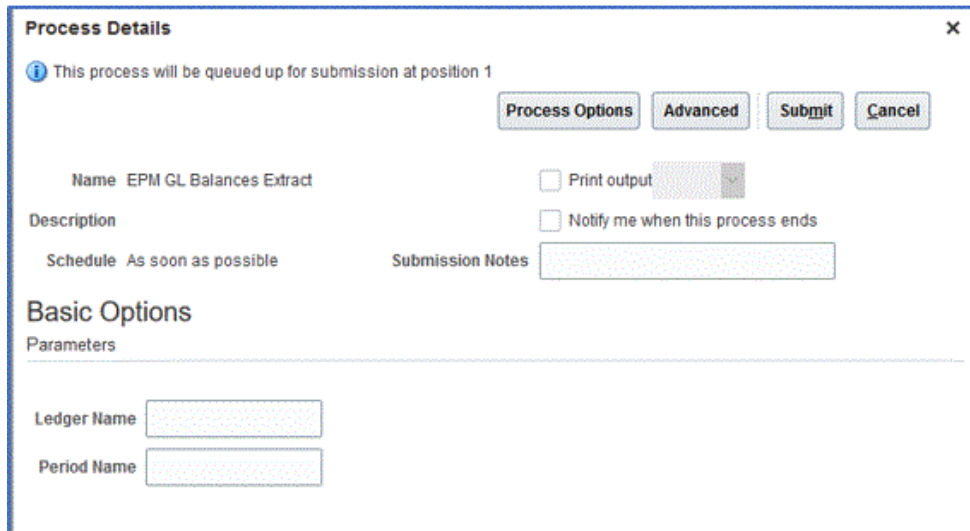 Process Details
This process will be queued up for submission at position 1
Process Options Advanced Submit Cancel
Name EPM GL Balances Extract Print output
Description Notify me when this process ends
Schedule As soon as possible Submission Notes
Basic Options
Parameters
Ledger Name
Period Name